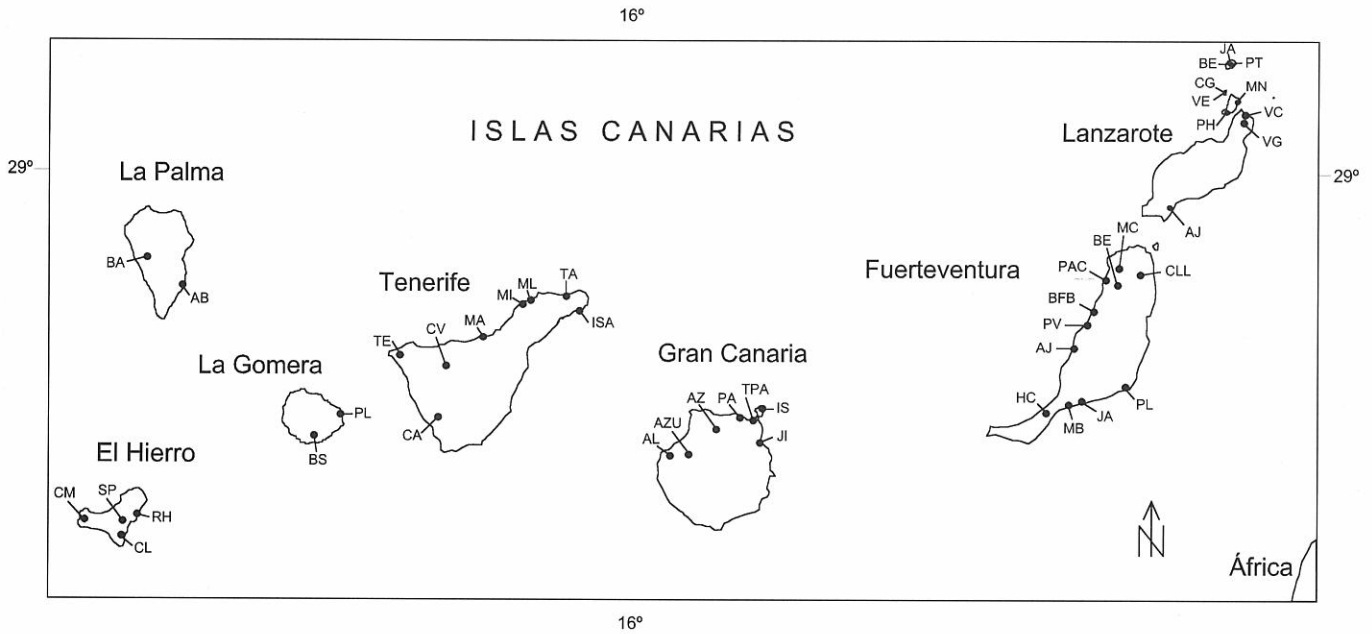 16º
ISLAS CANARIAS
29º
29º
La Palma
BA
AB
Tenerife
TE
CV
MA
MI
ML
TA
ISA
CA
La Gomera
PL
BS
El Hierro
CM
SP
RH
CL
Gran Canaria
AL
AZU
AZ
PA
TPA
IS
JI
Fuerteventura
PAC
BE
MC
CLL
BFB
PV
AJ
HC
MB
JA
PL
Lanzarote
JA
BE
PT
CG
MN
VE
VC
PH
VG
AJ
N
África
16º